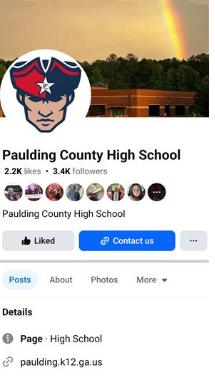 Paulding County High School
2.2K likes • 3.4K followers
Paulding County High School
Liked
Contact us
Posts
About
Photos
More
Details
Page · High School
paulding.k12.ga.us